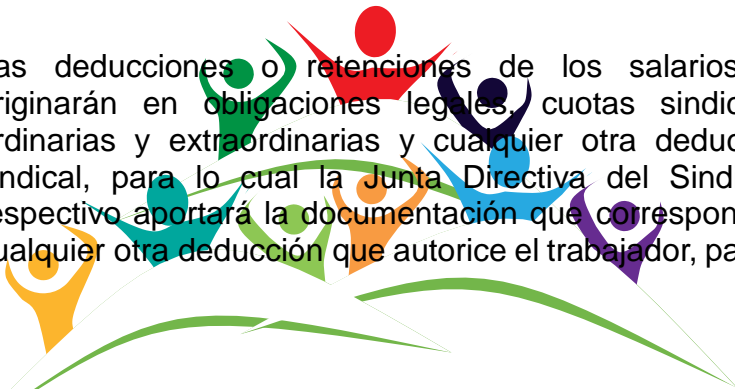 as deducciones o retenciones de los salarios
riginarán en obligaciones legales, cuotas sindic
rdinarias y extraordinarias y cualquier otra deduc
ndical, para lo cual la Junta Directiva del Sindi
espectivo aportará la documentación que correspon
ualquier otra deducción que autorice el trabajador, pa